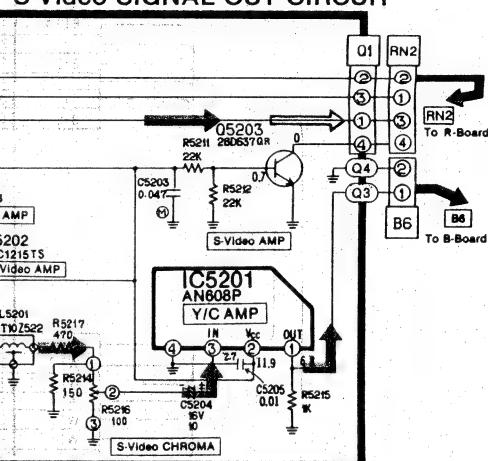 S-Video SIGNAL OUT CIRCUIT
Q1
RN2
2 2
3 1
1 3
4 4
RN2
To R-Board
Q5203
2SD637QR
0
R5211
22K
0.7
C5203
0.047
M
R5212
22K
S-Video AMP
Q4 2
Q3 1
B6
B6
To B-Board
AMP
5202
C1215TS
Video AMP
IC5201
AN608P
Y/C AMP
IN Vcc OUT
4 3 2 1
2.7
11.9
L5201
T10Z522
R5217
470
R5214
150
1
2
3
R5216
100
C5204
16V
10
C5205
0.01
R5215
1K
S-Video CHROMA